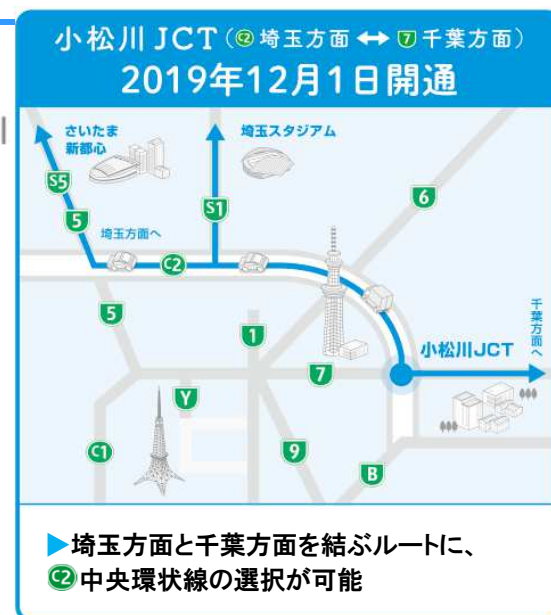 小松川JCT(C2埼玉方面⟷7千葉方面)
2019年12月1日開通
さいたま
新都心
埼玉スタジアム
S5
S1
6
5
埼玉方面へ
C2
千葉方面へ
5
1
小松川JCT
7
Y
C1
9
B
▶埼玉方面と千葉方面を結ぶルートに、
C2中央環状線の選択が可能